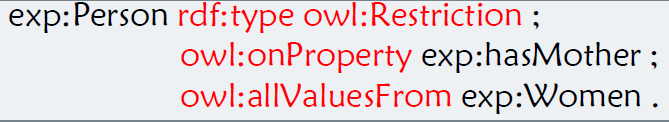 exp:Person rdf:type owl:Restriction ;
owl:onProperty exp:hasMother ;
owl:allValuesFrom exp:Women .